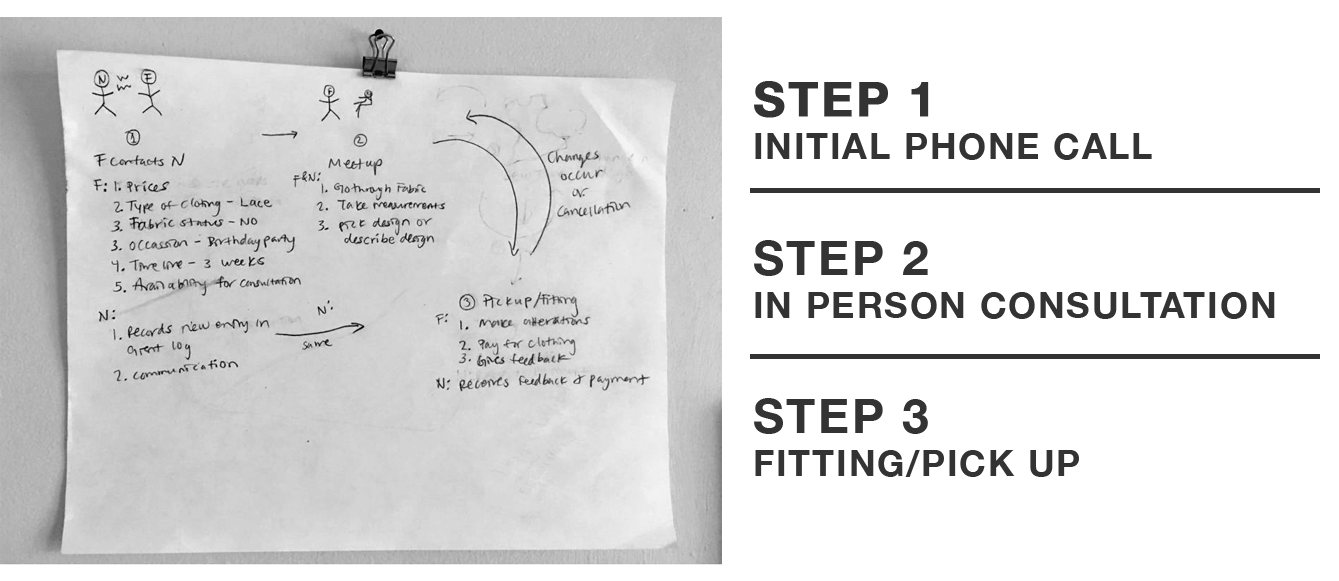 N
F
①
F contacts N
F: 1. Prices
2. Type of cloting - Lace
3. Fabric status - NO
3. Occassion - Birthday party
4. Timeline - 3 weeks
5. Availability for consultation
N:
1. Records new entry in
client log
2. communication
N:
same
F
②
Meetup
F&N:
1. Go through Fabric
2. Take measurements
3. pick design or
describe design
Changes
occur
or
Cancellation
③ Pickup/fitting
F:
1. Make alterations
2. Pay for clothing
3. Gives feedback
N: Receives feedback & payment
STEP 1
INITIAL PHONE CALL
STEP 2
IN PERSON CONSULTATION
STEP 3
FITTING/PICK UP